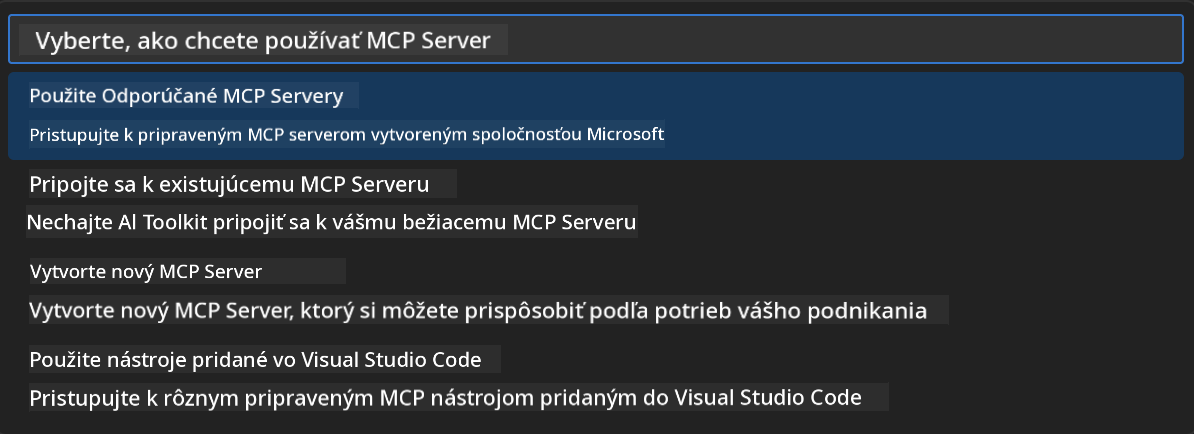 Vyberte, ako chcete používať MCP Server
Použite Odporúčané MCP Servery
Pristupujte k pripraveným MCP serverom vytvoreným spoločnosťou Microsoft
Pripojte sa k existujúcemu MCP Serveru
Nechajte AI Toolkit pripojiť sa k vášmu bežiacemu MCP Serveru
Vytvorte nový MCP Server
Vytvorte nový MCP Server, ktorý si môžete prispôsobiť podľa potrieb vášho podnikania
Použite nástroje pridané vo Visual Studio Code
Pristupujte k rôznym pripraveným MCP nástrojom pridaným do Visual Studio Code